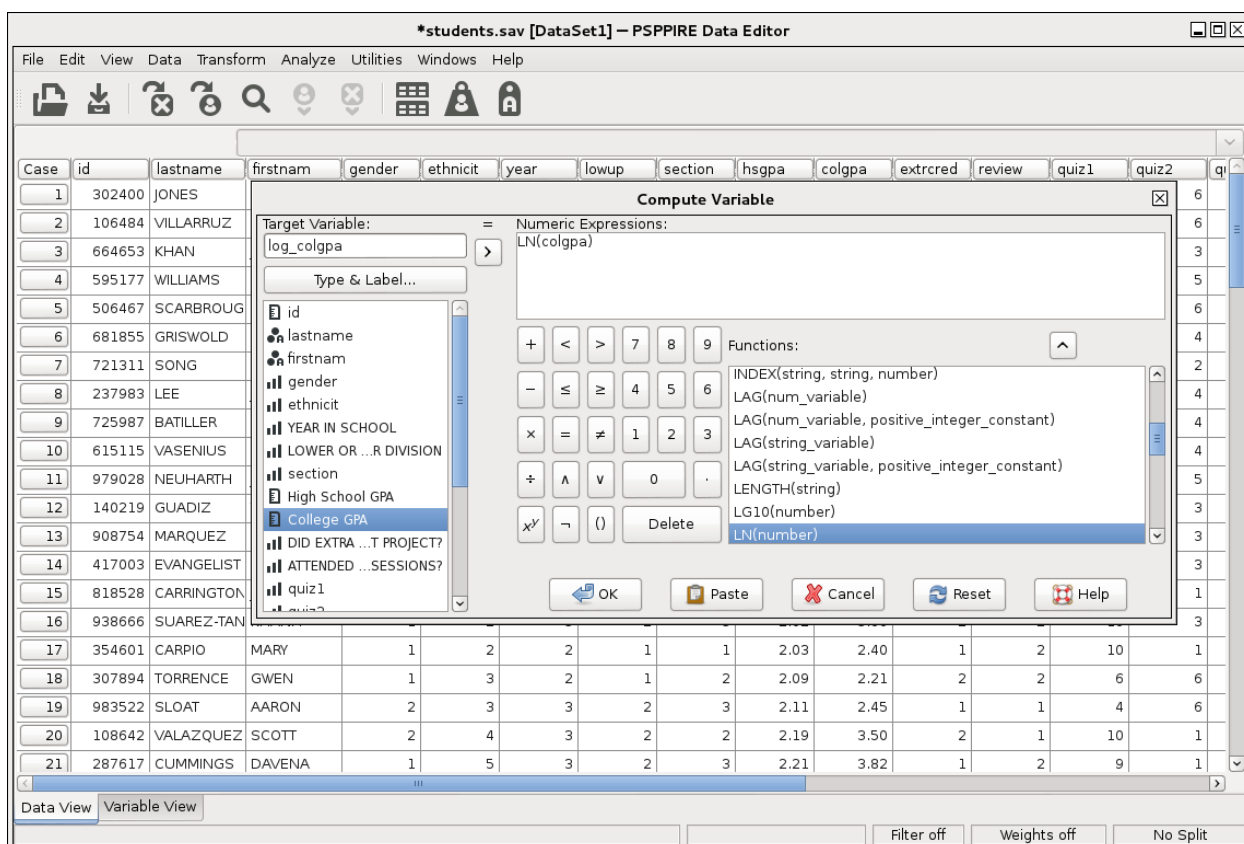 *students.sav [DataSet1] — PSPPIRE Data Editor
File Edit View Data Transform Analyze Utilities Windows Help
Case id lastname firstnam gender ethnicit year lowup section hsgpa colgpa extrcred review quiz1 quiz2
1 302400 JONES 6
2 106484 VILLARRUZ 6
3 664653 KHAN 3
4 595177 WILLIAMS 5
5 506467 SCARBROUG 6
6 681855 GRISWOLD 4
7 721311 SONG 2
8 237983 LEE 4
9 725987 BATILLER 4
10 615115 VASENIUS 4
11 979028 NEUHARTH 5
12 140219 GUADIZ 3
13 908754 MARQUEZ 3
14 417003 EVANGELIST 3
15 818528 CARRINGTON 1
16 938666 SUAREZ-TAN 3
17 354601 CARPIO MARY 1 2 2 1 1 2.03 2.40 1 2 10 1
18 307894 TORRENCE GWEN 1 3 2 1 2 2.09 2.21 2 2 6 6
19 983522 SLOAT AARON 2 3 3 2 3 2.11 2.45 1 1 4 6
20 108642 VALAZQUEZ SCOTT 2 4 3 2 2 2.19 3.50 2 1 10 1
21 287617 CUMMINGS DAVENA 1 5 3 2 3 2.21 3.82 1 2 9 1
Compute Variable
Target Variable: = Numeric Expressions:
log_colgpa
LN(colgpa)
Type & Label...
id
lastname
firstnam
gender
ethnicit
YEAR IN SCHOOL
LOWER OR ...R DIVISION
section
High School GPA
College GPA
DID EXTRA ...T PROJECT?
ATTENDED ...SESSIONS?
quiz1
+ < > 7 8 9
− ≤ ≥ 4 5 6
× = ≠ 1 2 3
÷ ∧ ∨ 0 .
xʸ ¬ () Delete
Functions:
INDEX(string, string, number)
LAG(num_variable)
LAG(num_variable, positive_integer_constant)
LAG(string_variable)
LAG(string_variable, positive_integer_constant)
LENGTH(string)
LG10(number)
LN(number)
OK Paste Cancel Reset Help
Data View Variable View
Filter off Weights off No Split